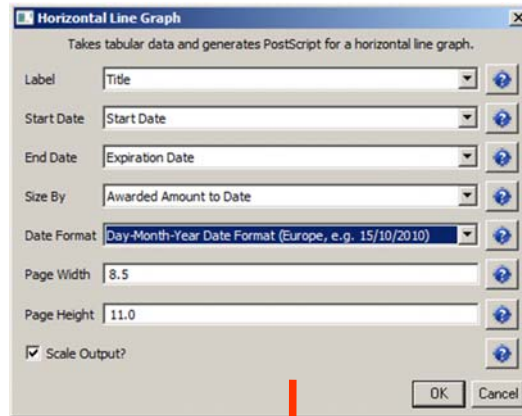 Horizontal Line Graph
Takes tabular data and generates PostScript for a horizontal line graph.
Label Title
Start Date Start Date
End Date Expiration Date
Size By Awarded Amount to Date
Date Format Day-Month-Year Date Format (Europe, e.g. 15/10/2010)
Page Width 8.5
Page Height 11.0
Scale Output?
OK Cancel